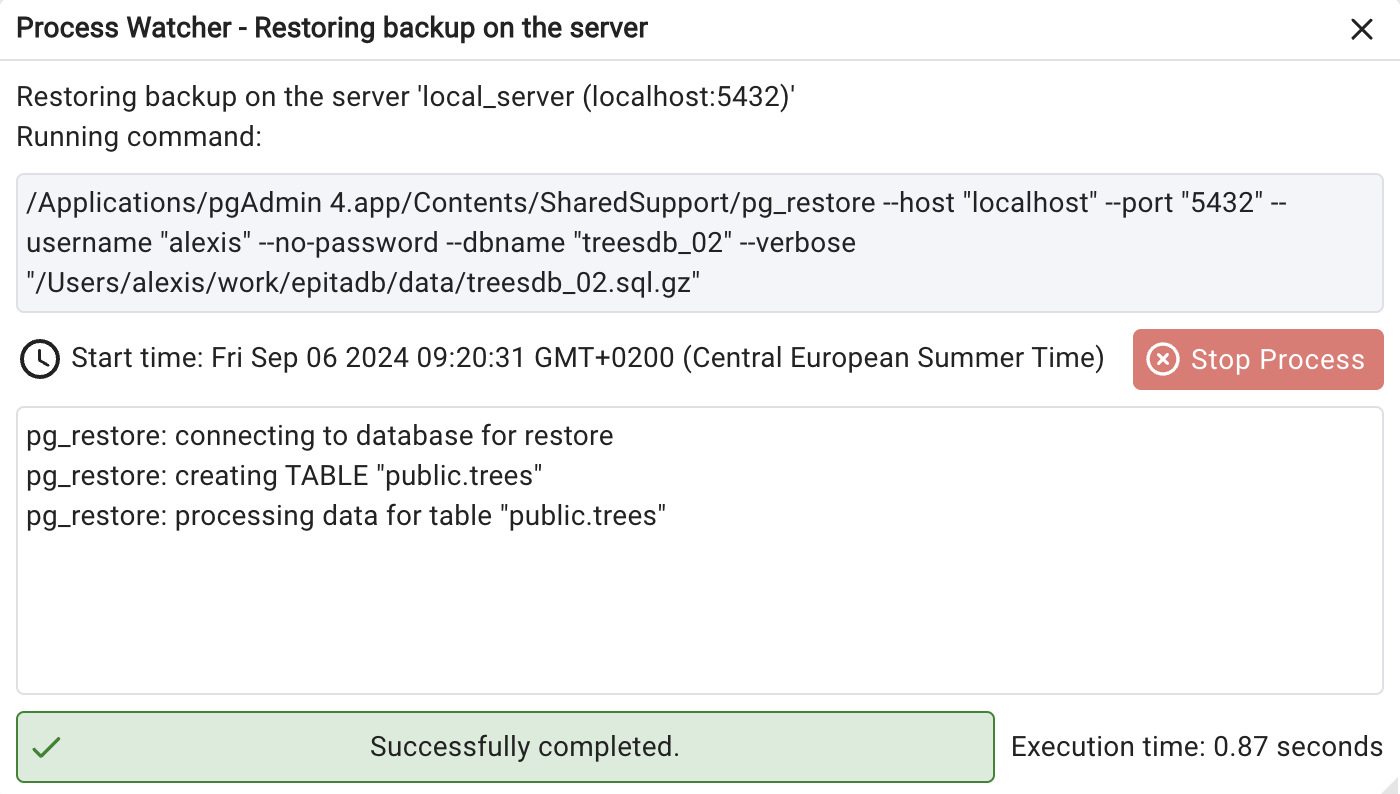 Process Watcher - Restoring backup on the server
Restoring backup on the server 'local_server (localhost:5432)'
Running command:
/Applications/pgAdmin 4.app/Contents/SharedSupport/pg_restore --host "localhost" --port "5432" --
username "alexis" --no-password --dbname "treesdb_02" --verbose
"/Users/alexis/work/epitadb/data/treesdb_02.sql.gz"
Start time: Fri Sep 06 2024 09:20:31 GMT+0200 (Central European Summer Time)
Stop Process
pg_restore: connecting to database for restore
pg_restore: creating TABLE "public.trees"
pg_restore: processing data for table "public.trees"
Successfully completed.
Execution time: 0.87 seconds